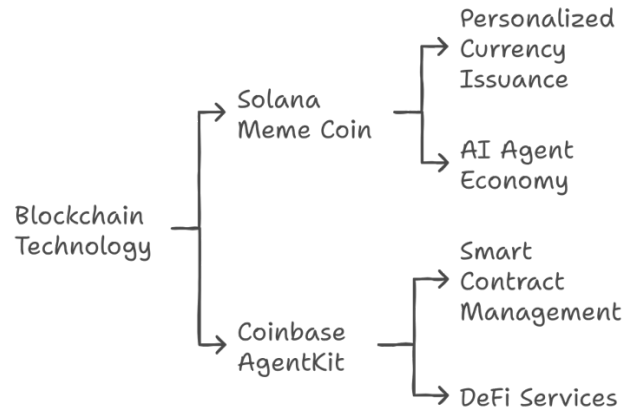 Personalized
Currency
Issuance
Solana
Meme Coin
AI Agent
Economy
Blockchain
Technology
Smart
Contract
Management
Coinbase
AgentKit
DeFi Services